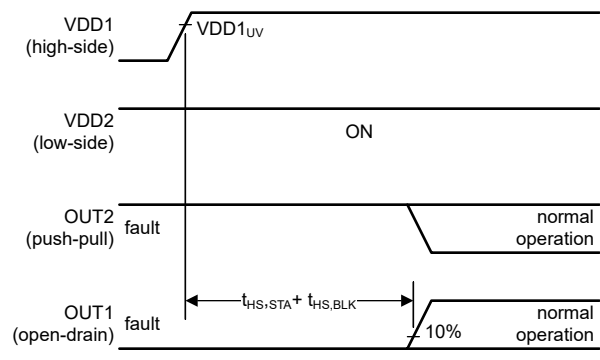 VDD1
(high-side)
VDD1UV
VDD2
(low-side)
ON
OUT2
(push-pull)
fault
normal
operation
OUT1
(open-drain)
fault
tHS,STA + tHS,BLK
normal
operation
10%